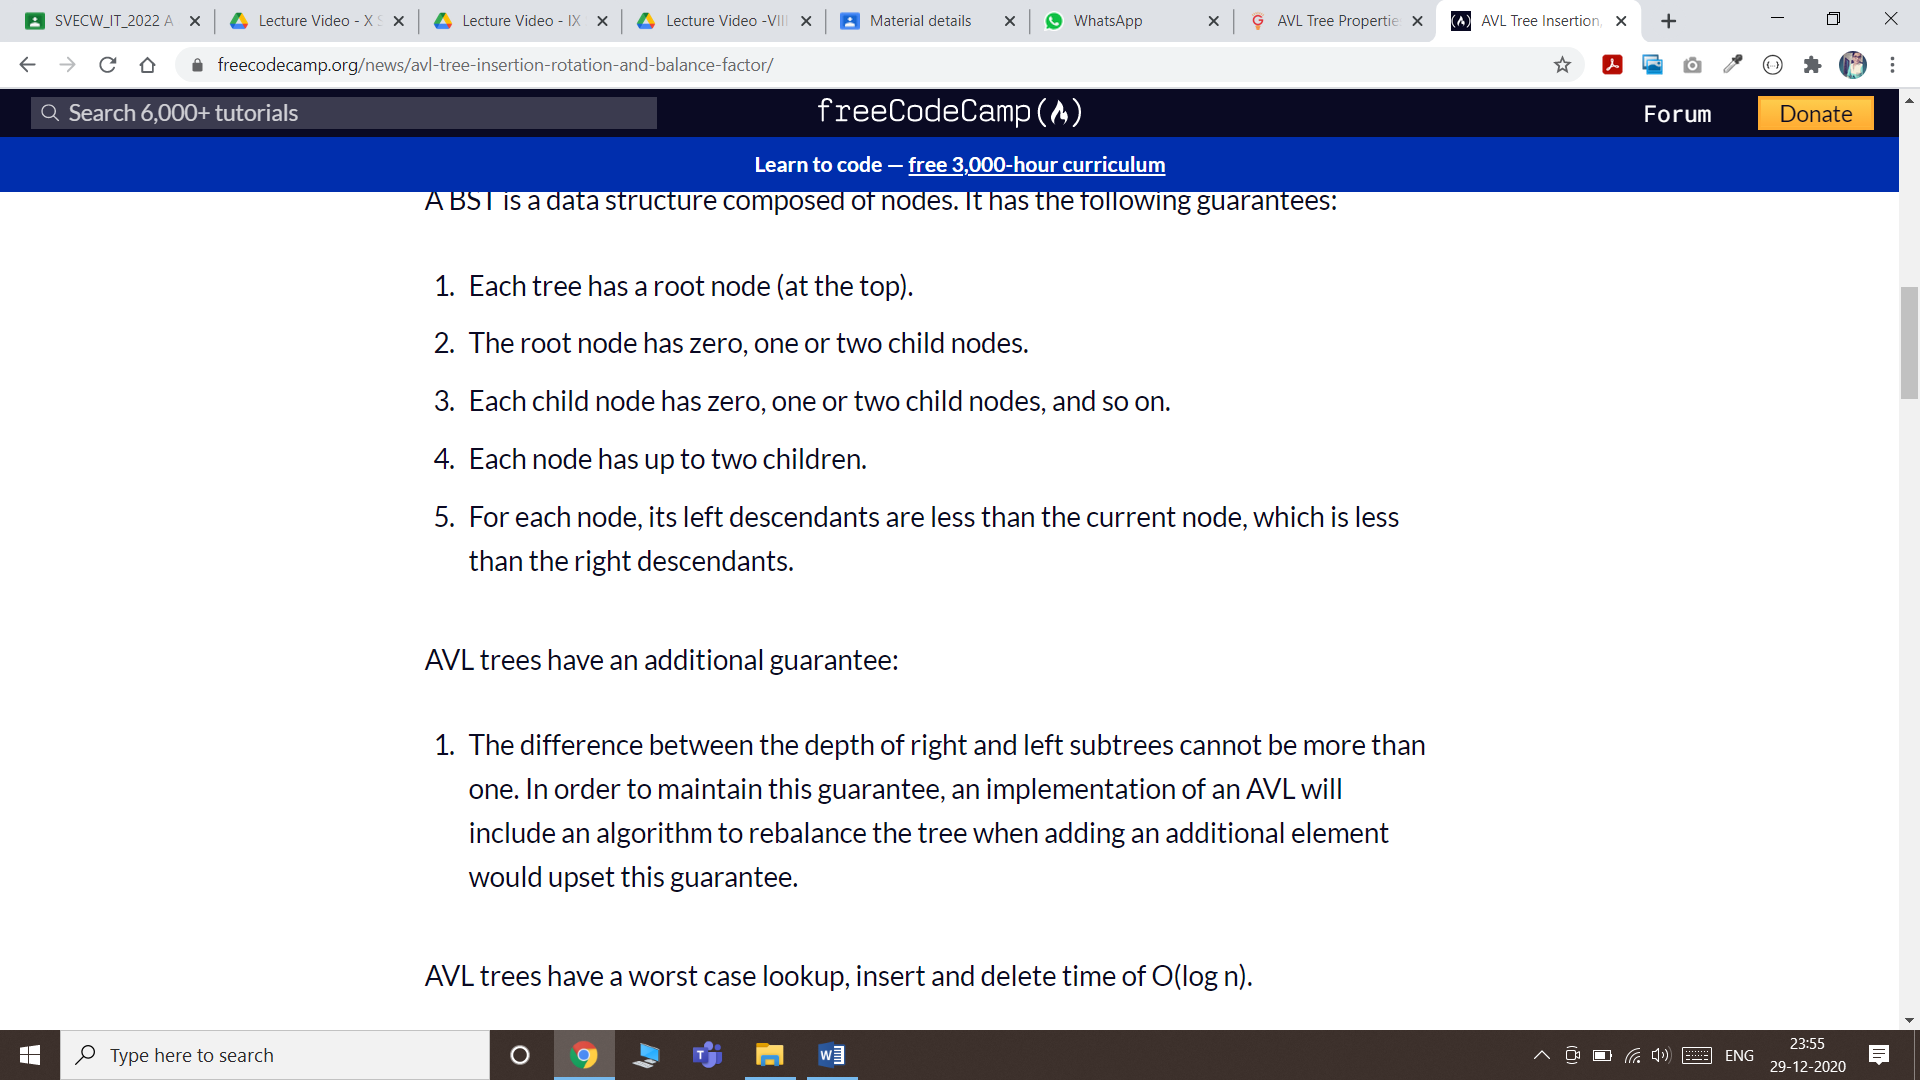 SVECW_IT_2022 A
Lecture Video - X S
Lecture Video - IX
Lecture Video -VIII
Material details
WhatsApp
AVL Tree Propertie
AVL Tree Insertion,
freecodecamp.org/news/avl-tree-insertion-rotation-and-balance-factor/
Search 6,000+ tutorials
freeCodeCamp
Forum
Donate
Learn to code — free 3,000-hour curriculum
A BST is a data structure composed of nodes. It has the following guarantees:
1. Each tree has a root node (at the top).
2. The root node has zero, one or two child nodes.
3. Each child node has zero, one or two child nodes, and so on.
4. Each node has up to two children.
5. For each node, its left descendants are less than the current node, which is less
than the right descendants.
AVL trees have an additional guarantee:
1. The difference between the depth of right and left subtrees cannot be more than
one. In order to maintain this guarantee, an implementation of an AVL will
include an algorithm to rebalance the tree when adding an additional element
would upset this guarantee.
AVL trees have a worst case lookup, insert and delete time of O(log n).
Type here to search
ENG
23:55
29-12-2020